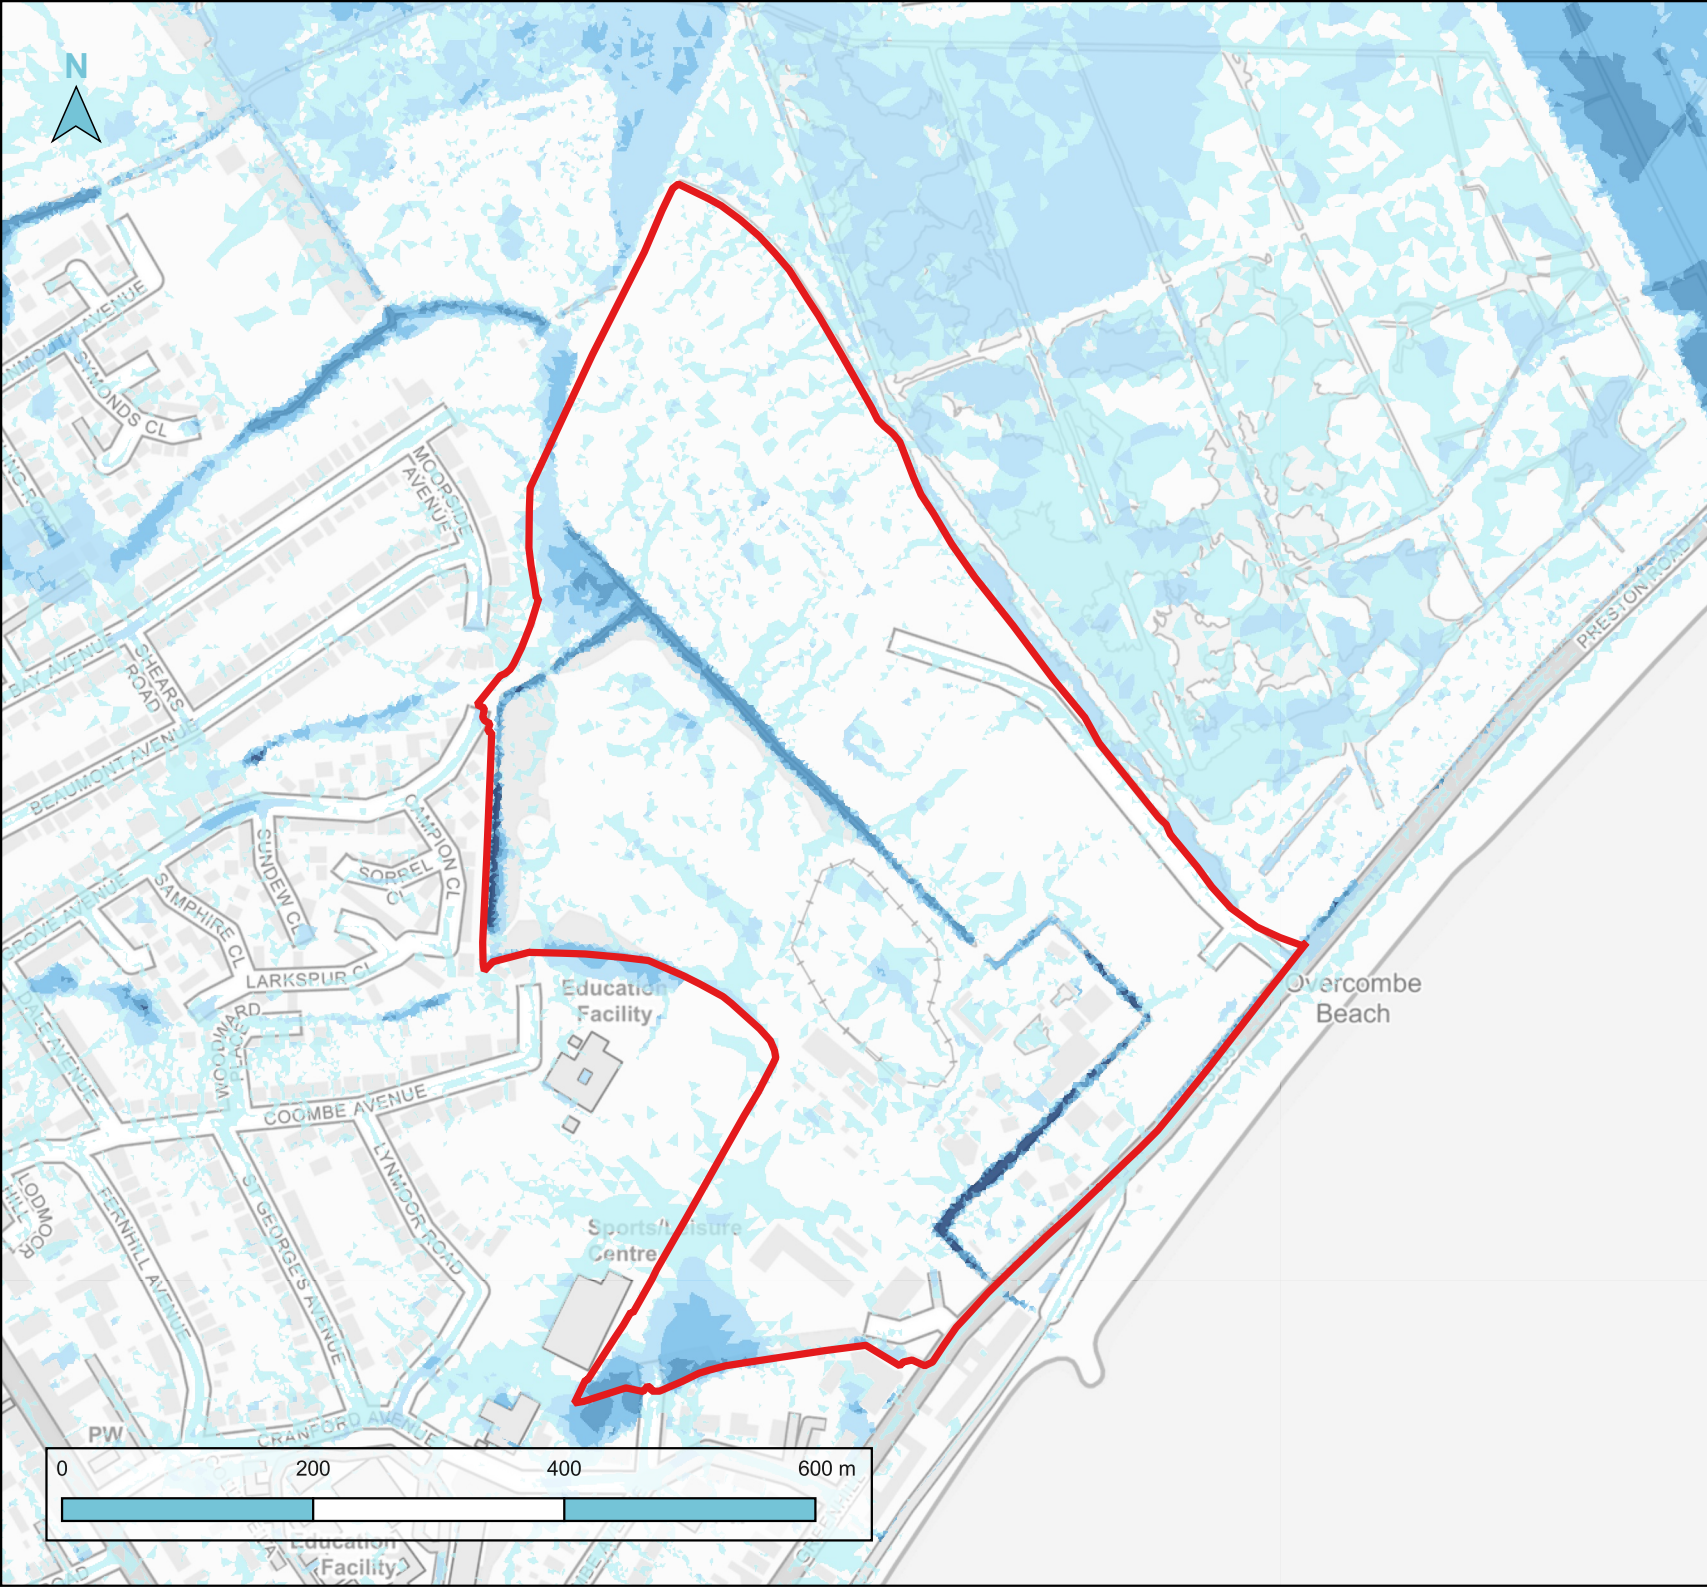 N
MOORSIDE
AVENUE
SYMONDS CL
PRESTON ROAD
BAY AVENUE
SHEARS
ROAD
BEAUMONT AVENUE
CAMPION CL
SUNDEW CL
SORREL
CL
SAMPHIRE CL
GROVE AVENUE
LARKSPUR CL
Education
Facility
Overcombe
Beach
DALE AVENUE
WOODWARD
PLACE
COOMBE AVENUE
LYNMOOR ROAD
LODMOOR
HILL
FERNHILL AVENUE
ST GEORGE'S AVENUE
Sports/Leisure
Centre
CRANFORD AVENUE
PW
0 200 400 600 m
Education
Facility